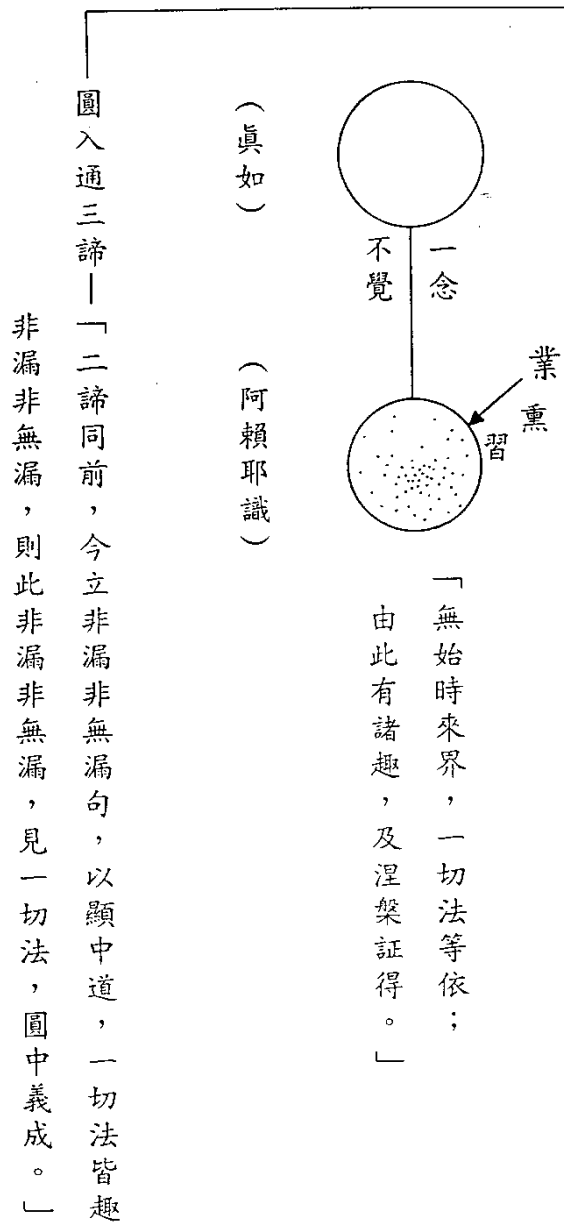 「無始時來界，一切法等依；
由此有諸趣，及涅槃証得。」
業熏習
一念
不覺
（眞如）
（阿賴耶識）
圓入通三諦—「二諦同前，今立非漏非無漏句，以顯中道，一切法皆趣
非漏非無漏，則此非漏非無漏，見一切法，圓中義成。」